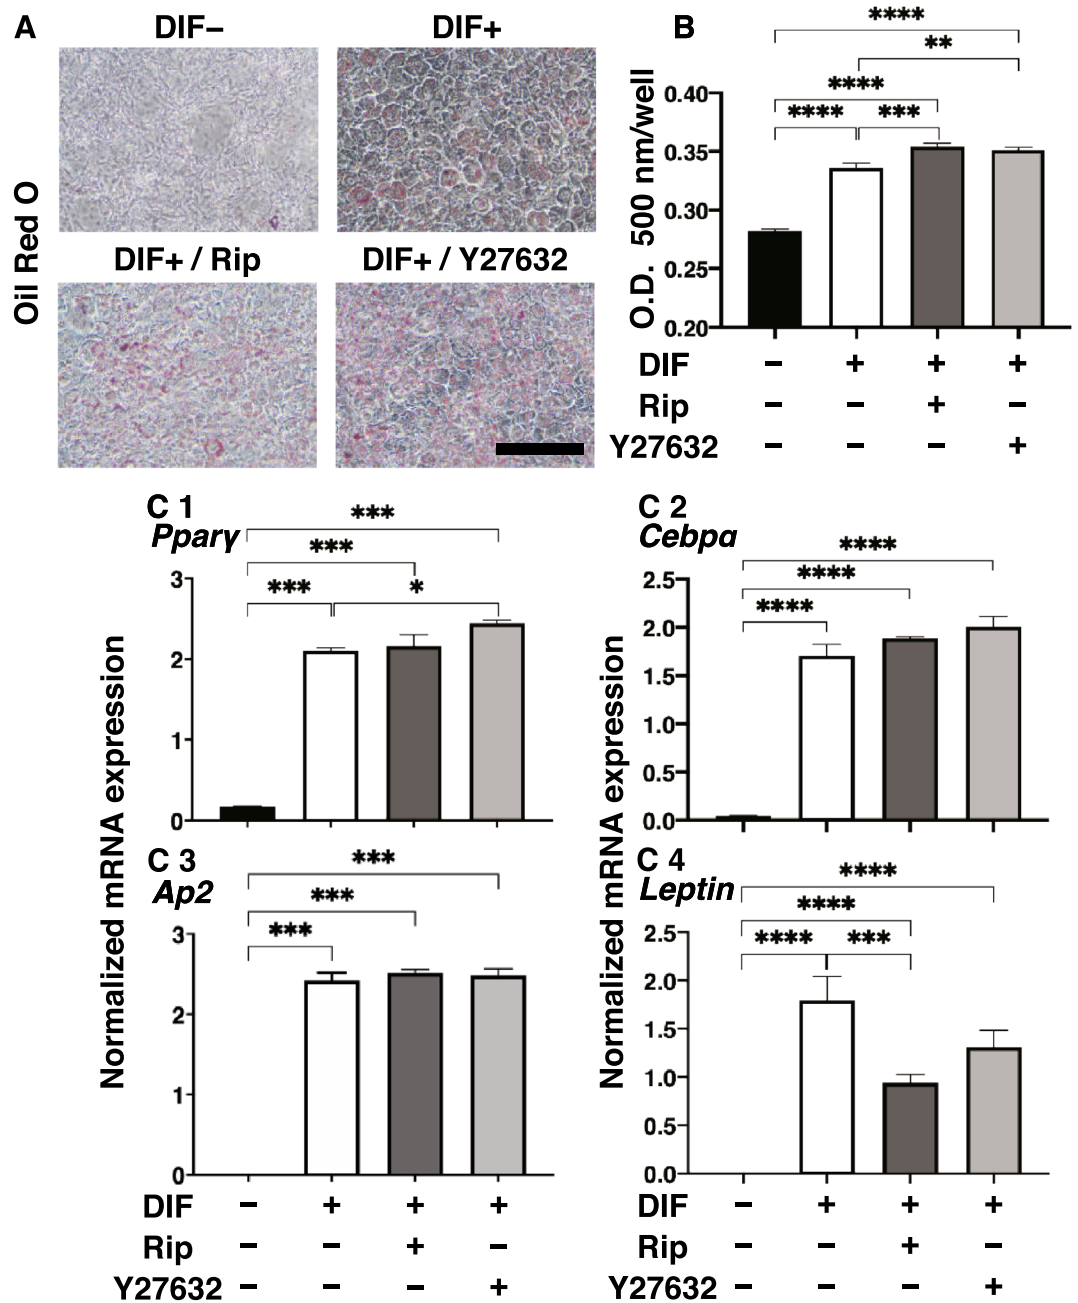 A
DIF− DIF+
Oil Red O
DIF+ / Rip DIF+ / Y27632
B
****
**
****
**** ***
O.D. 500 nm/well
0.40
0.35
0.30
0.25
0.20
DIF − + + +
Rip − − + −
Y27632 − − − +
C 1
Pparγ
***
***
*** *
Normalized mRNA expression
3
2
1
0
C 2
Cebpα
****
****
****
Normalized mRNA expression
2.5
2.0
1.5
1.0
0.5
0.0
C 3
Ap2
***
***
***
3
2
1
0
DIF − + + +
Rip − − + −
Y27632 − − − +
C 4
Leptin
****
****
**** ***
2.5
2.0
1.5
1.0
0.5
0.0
DIF − + + +
Rip − − + −
Y27632 − − − +